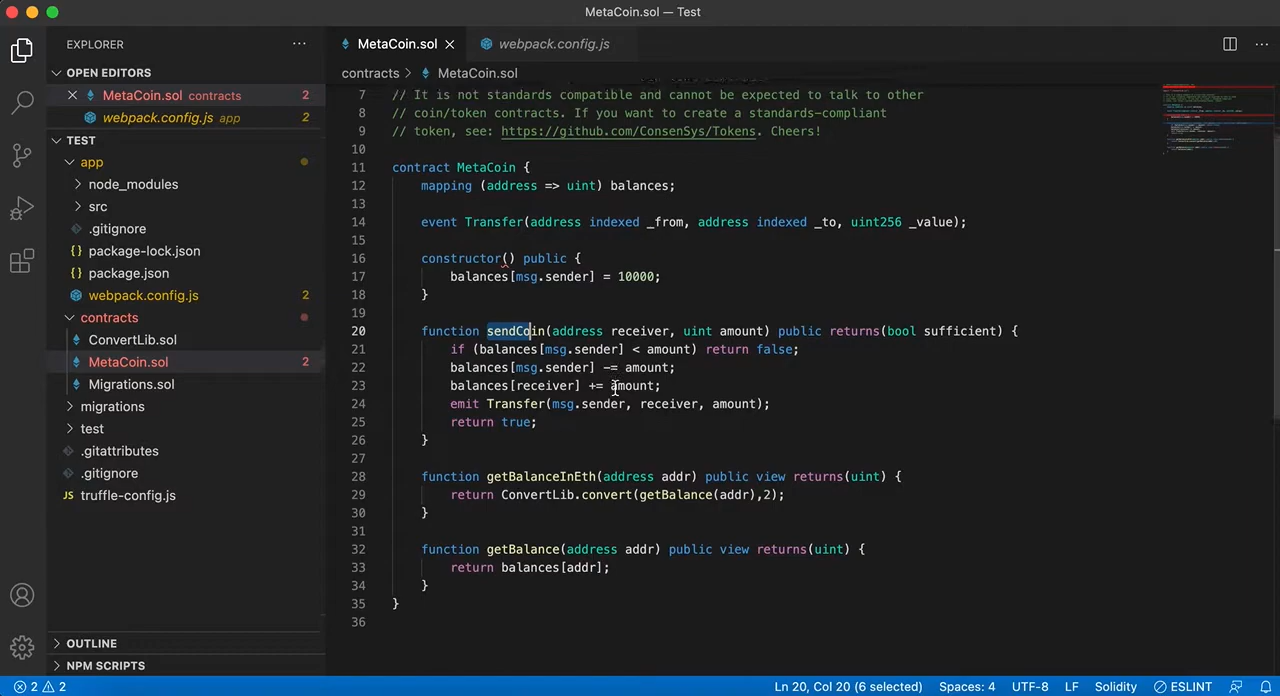 MetaCoin.sol — Test
EXPLORER
OPEN EDITORS
MetaCoin.sol contracts 2
webpack.config.js app 2
TEST
app
node_modules
src
.gitignore
package-lock.json
package.json
webpack.config.js 2
contracts
ConvertLib.sol
MetaCoin.sol 2
Migrations.sol
migrations
test
.gitattributes
.gitignore
JS truffle-config.js
OUTLINE
NPM SCRIPTS
MetaCoin.sol
webpack.config.js
contracts > MetaCoin.sol
7 // It is not standards compatible and cannot be expected to talk to other
8 // coin/token contracts. If you want to create a standards-compliant
9 // token, see: https://github.com/ConsenSys/Tokens. Cheers!
10
11 contract MetaCoin {
12 mapping (address => uint) balances;
13
14 event Transfer(address indexed _from, address indexed _to, uint256 _value);
15
16 constructor() public {
17 balances[msg.sender] = 10000;
18 }
19
20 function sendCoin(address receiver, uint amount) public returns(bool sufficient) {
21 if (balances[msg.sender] < amount) return false;
22 balances[msg.sender] -= amount;
23 balances[receiver] += amount;
24 emit Transfer(msg.sender, receiver, amount);
25 return true;
26 }
27
28 function getBalanceInEth(address addr) public view returns(uint) {
29 return ConvertLib.convert(getBalance(addr),2);
30 }
31
32 function getBalance(address addr) public view returns(uint) {
33 return balances[addr];
34 }
35 }
36
2 2
Ln 20, Col 20 (6 selected) Spaces: 4 UTF-8 LF Solidity ESLINT